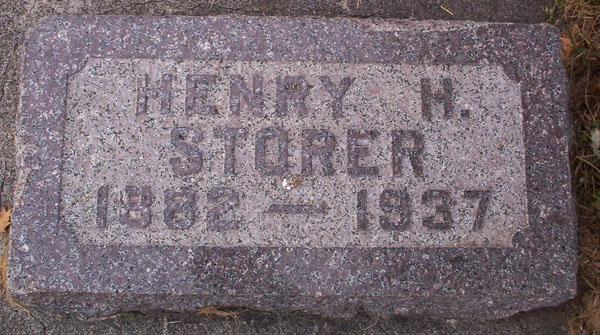 HENRY H.
STORER
1882 — 1937